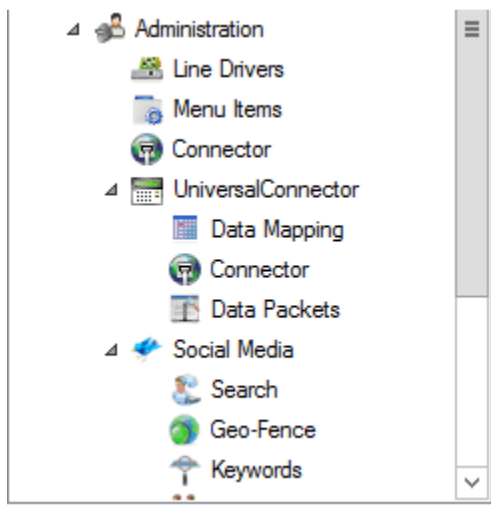 Administration
Line Drivers
Menu Items
Connector
UniversalConnector
Data Mapping
Connector
Data Packets
Social Media
Search
Geo-Fence
Keywords